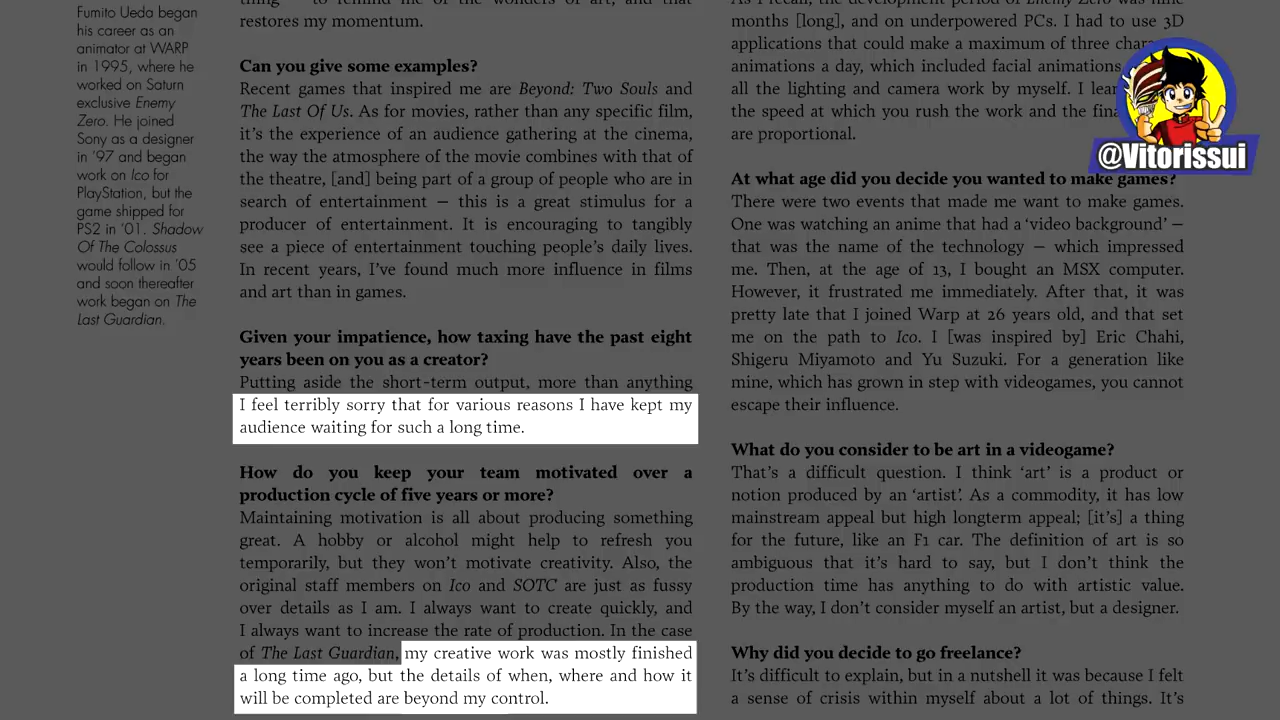 Fumito Ueda began
his career as an
animator at WARP
in 1995, where he
worked on Saturn
exclusive Enemy
Zero. He joined
Sony as a designer
in '97 and began
work on Ico for
PlayStation, but the
game shipped for
PS2 in '01. Shadow
Of The Colossus
would follow in '05
and soon thereafter
work began on The
Last Guardian.
thing — to remind me of the wonders of art, and that
restores my momentum.
Can you give some examples?
Recent games that inspired me are Beyond: Two Souls and
The Last Of Us. As for movies, rather than any specific film,
it's the experience of an audience gathering at the cinema,
the way the atmosphere of the movie combines with that of
the theatre, [and] being part of a group of people who are in
search of entertainment — this is a great stimulus for a
producer of entertainment. It is encouraging to tangibly
see a piece of entertainment touching people's daily lives.
In recent years, I've found much more influence in films
and art than in games.
Given your impatience, how taxing have the past eight
years been on you as a creator?
Putting aside the short-term output, more than anything
I feel terribly sorry that for various reasons I have kept my
audience waiting for such a long time.
How do you keep your team motivated over a
production cycle of five years or more?
Maintaining motivation is all about producing something
great. A hobby or alcohol might help to refresh you
temporarily, but they won't motivate creativity. Also, the
original staff members on Ico and SOTC are just as fussy
over details as I am. I always want to create quickly, and
I always want to increase the rate of production. In the case
of The Last Guardian, my creative work was mostly finished
a long time ago, but the details of when, where and how it
will be completed are beyond my control.
As I recall, the development period of Enemy Zero was nine
months [long], and on underpowered PCs. I had to use 3D
applications that could make a maximum of three
animations a day, which included facial animations
all the lighting and camera work by myself. I
the speed at which you rush the work and the
are proportional.
At what age did you decide you wanted to make games?
There were two events that made me want to make games.
One was watching an anime that had a 'video background' —
that was the name of the technology — which impressed
me. Then, at the age of 13, I bought an MSX computer.
However, it frustrated me immediately. After that, it was
pretty late that I joined Warp at 26 years old, and that set
me on the path to Ico. I [was inspired by] Eric Chahi,
Shigeru Miyamoto and Yu Suzuki. For a generation like
mine, which has grown in step with videogames, you cannot
escape their influence.
What do you consider to be art in a videogame?
That's a difficult question. I think 'art' is a product or
notion produced by an 'artist'. As a commodity, it has low
mainstream appeal but high longterm appeal; [it's] a thing
for the future, like an F1 car. The definition of art is so
ambiguous that it's hard to say, but I don't think the
production time has anything to do with artistic value.
By the way, I don't consider myself an artist, but a designer.
Why did you decide to go freelance?
It's difficult to explain, but in a nutshell it was because I felt
a sense of crisis within myself about a lot of things. It's
@Vitorissui